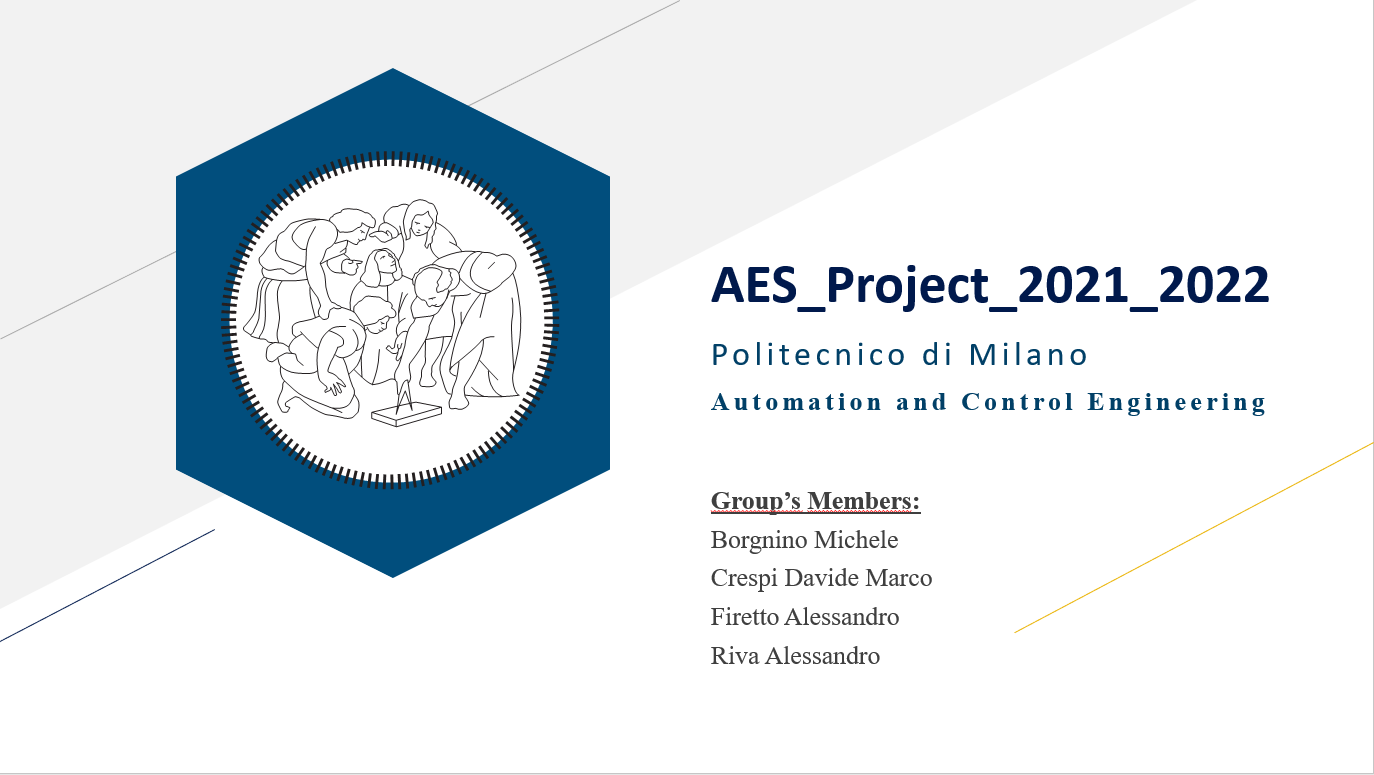 AES_Project_2021_2022
Politecnico di Milano
Automation and Control Engineering
Group’s Members:
Borgnino Michele
Crespi Davide Marco
Firetto Alessandro
Riva Alessandro